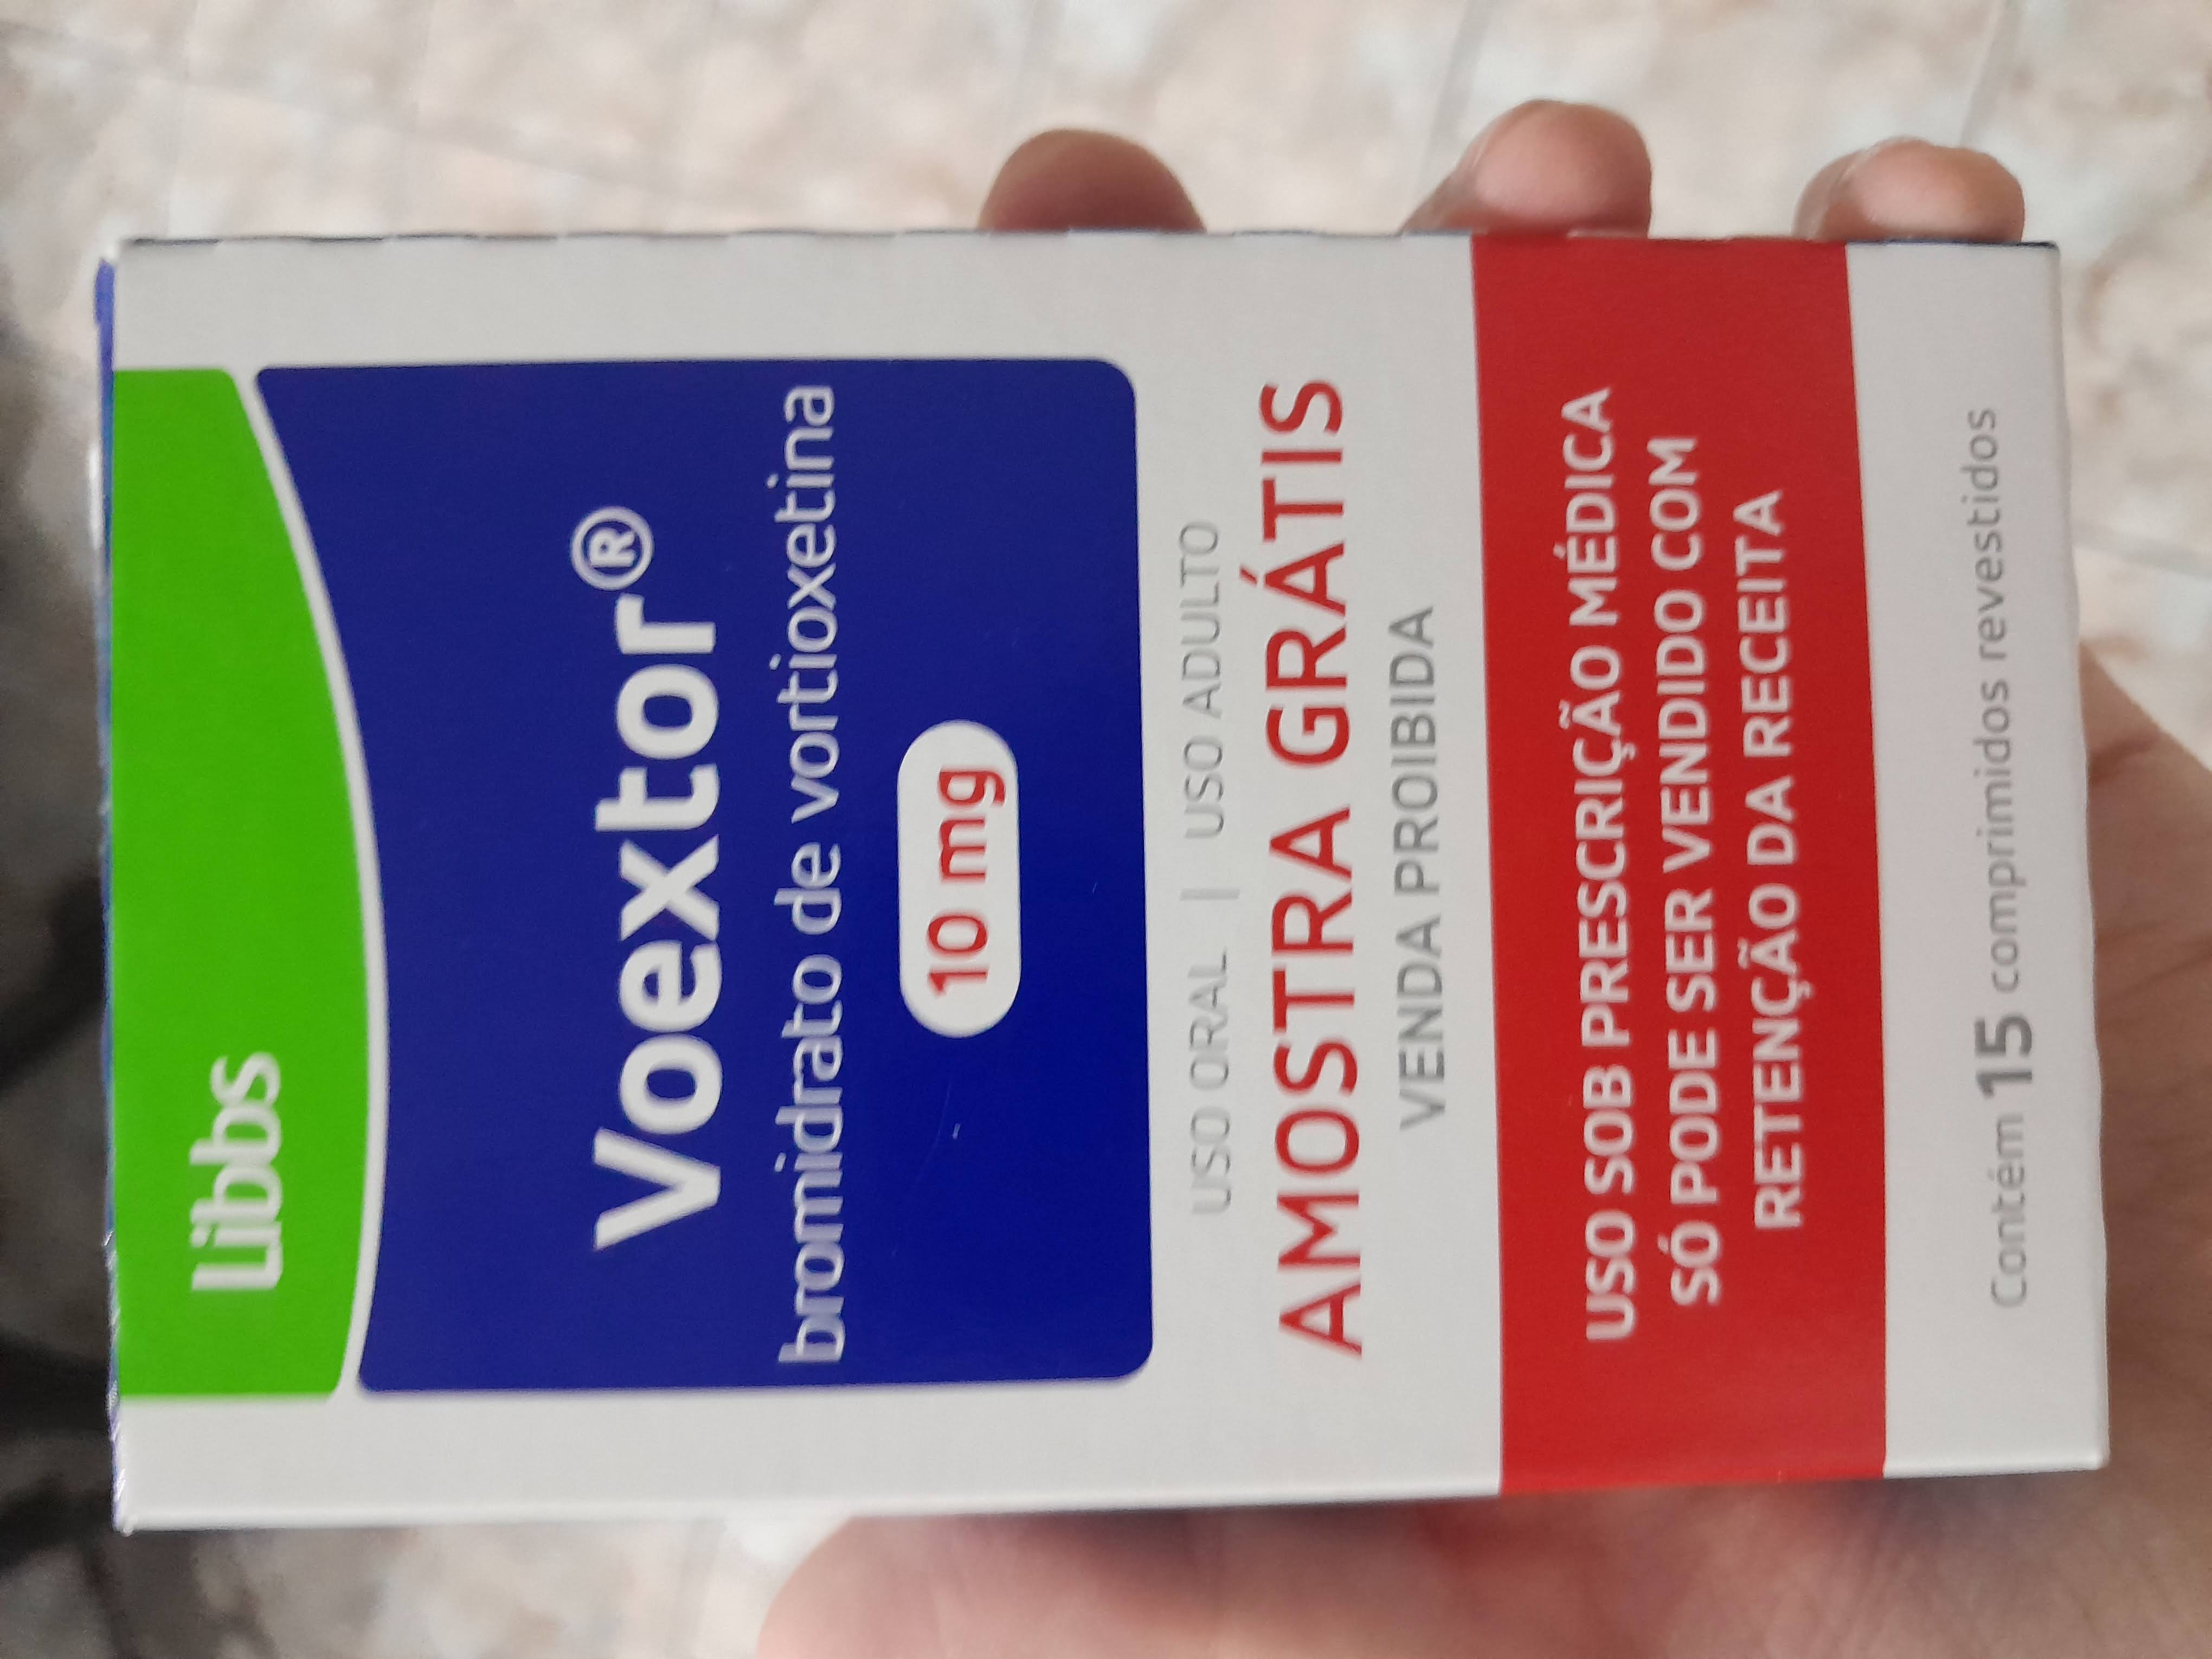 Libbs
Voextor®
bromidrato de vortioxetina
10 mg
USO ORAL | USO ADULTO
AMOSTRA GRÁTIS
VENDA PROIBIDA
USO SOB PRESCRIÇÃO MÉDICA
SÓ PODE SER VENDIDO COM
RETENÇÃO DA RECEITA
Contém 15 comprimidos revestidos